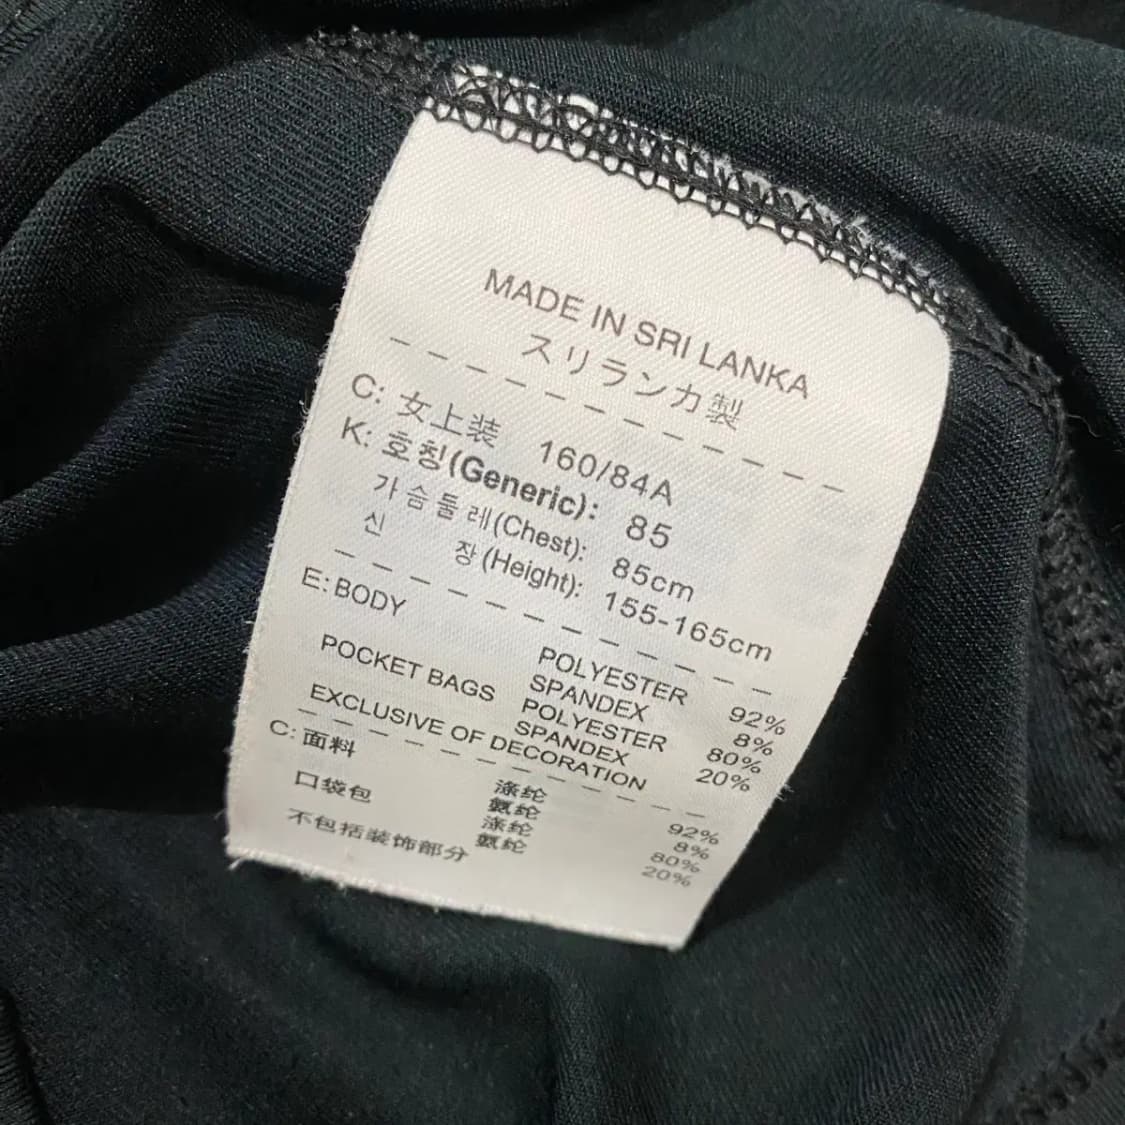 MADE IN SRI LANKA
スリランカ製
C: 女上装 160/84A
K: 호칭(Generic): 85
가슴둘레(Chest): 85cm
신 장(Height): 155-165cm
E: BODY POLYESTER 92%
SPANDEX 8%
POCKET BAGS POLYESTER 80%
SPANDEX 20%
EXCLUSIVE OF DECORATION
C: 面料 涤纶 92%
氨纶 8%
口袋包 涤纶 80%
氨纶 20%
不包括装饰部分